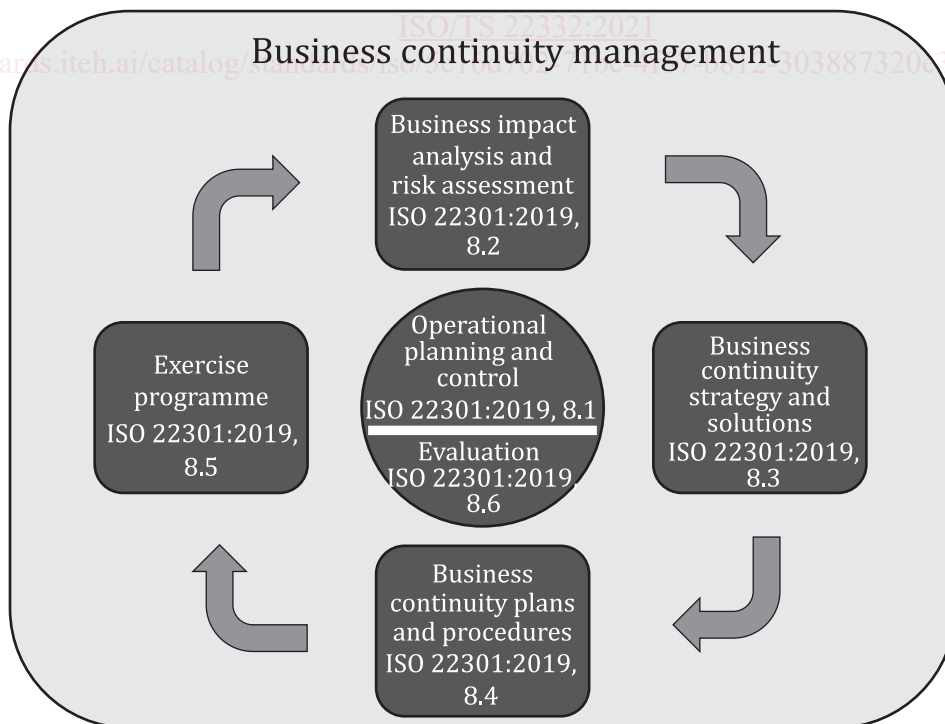 ISO/TS 22332:2021
Business continuity management
Business impact
analysis and
risk assessment
ISO 22301:2019,
8.2
Operational
planning and
control
ISO 22301:2019, 8.1
Evaluation
ISO 22301:2019,
8.6
Exercise
programme
ISO 22301:2019,
8.5
Business
continuity
strategy and
solutions
ISO 22301:2019,
8.3
Business
continuity plans
and procedures
ISO 22301:2019,
8.4